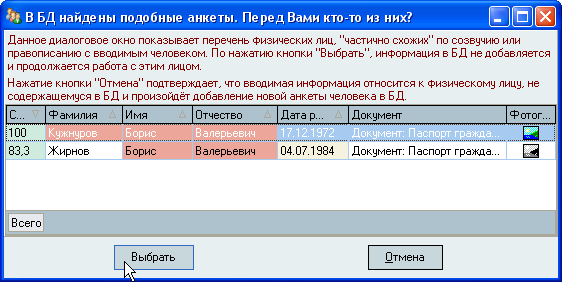 В БД найдены подобные анкеты. Перед Вами кто-то из них?
Данное диалоговое окно показывает перечень физических лиц, "частично схожих" по созвучию или
правописанию с вводимым человеком. По нажатию кнопки "Выбрать", информация в БД не добавляется
и продолжается работа с этим лицом.
Нажатие кнопки "Отмена" подтверждает, что вводимая информация относится к физическому лицу, не
содержащемуся в БД и произойдёт добавление новой анкеты человека в БД.
С... Фамилия Имя Отчество Дата р... Документ Фотог...
100 Кужнуров Борис Валерьевич 17.12.1972 Документ: Паспорт гражда...
83,3 Жирнов Борис Валерьевич 04.07.1984 Документ: Паспорт гражда...
Всего
Выбрать Отмена